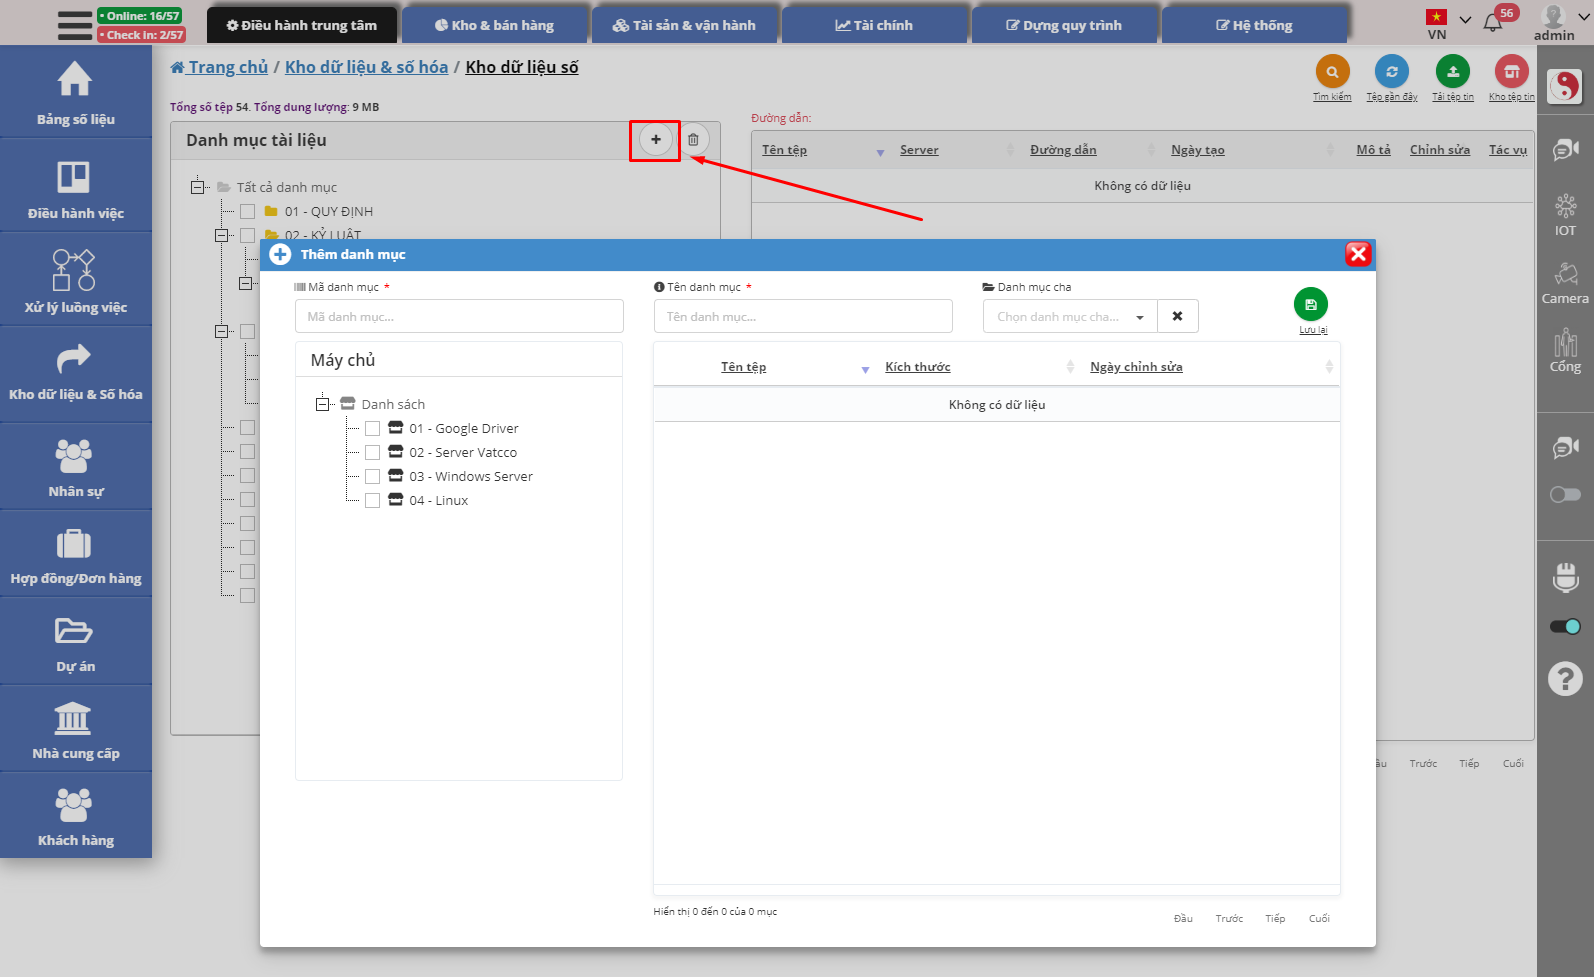 • Online: 16/57
• Check in: 2/57
Điều hành trung tâm
Kho & bán hàng
Tài sản & vận hành
Tài chính
Dựng quy trình
Hệ thống
VN
56
admin
Bảng số liệu
Điều hành việc
Xử lý luồng việc
Kho dữ liệu & Số hóa
Nhân sự
Hợp đồng/Đơn hàng
Dự án
Nhà cung cấp
Khách hàng
Trang chủ / Kho dữ liệu & số hóa / Kho dữ liệu số
Tìm kiếm
Tệp gần đây
Tải tệp tin
Kho tệp tin
Tổng số tệp 54. Tổng dung lượng: 9 MB
Danh mục tài liệu
Tất cả danh mục
01 - QUY ĐỊNH
02 - KỶ LUẬT
Đường dẫn:
Tên tệp
Server
Đường dẫn
Ngày tạo
Mô tả
Chỉnh sửa
Tác vụ
Không có dữ liệu
Trước
Tiếp
Cuối
IOT
Camera
Cổng
Thêm danh mục
Mã danh mục *
Mã danh mục...
Tên danh mục *
Tên danh mục...
Danh mục cha
Chọn danh mục cha...
Lưu lại
Máy chủ
Danh sách
01 - Google Driver
02 - Server Vatcco
03 - Windows Server
04 - Linux
Tên tệp
Kích thước
Ngày chỉnh sửa
Không có dữ liệu
Hiển thị 0 đến 0 của 0 mục
Đầu
Trước
Tiếp
Cuối